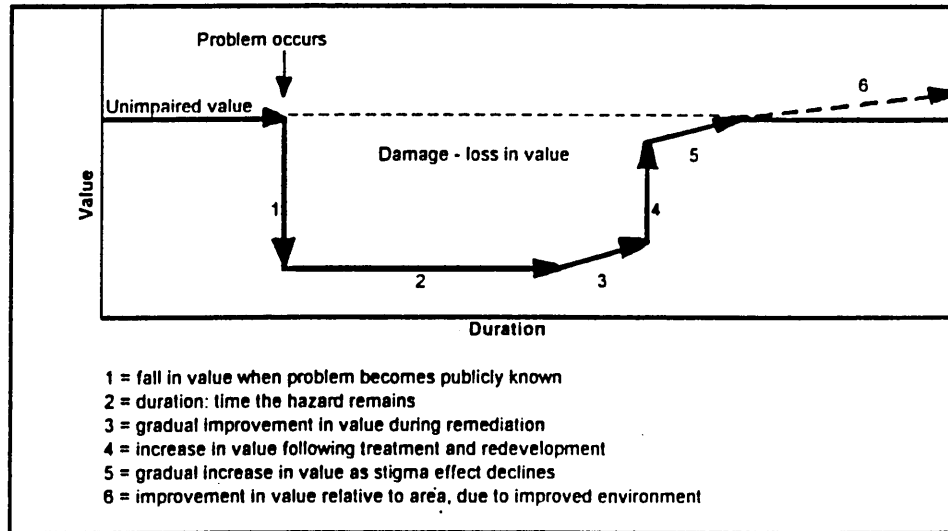 Problem occurs
Unimpaired value
6
Damage - loss in value
5
Value
1
4
2
3
Duration
1 = fall in value when problem becomes publicly known
2 = duration: time the hazard remains
3 = gradual improvement in value during remediation
4 = increase in value following treatment and redevelopment
5 = gradual increase in value as stigma effect declines
6 = improvement in value relative to area, due to improved environment